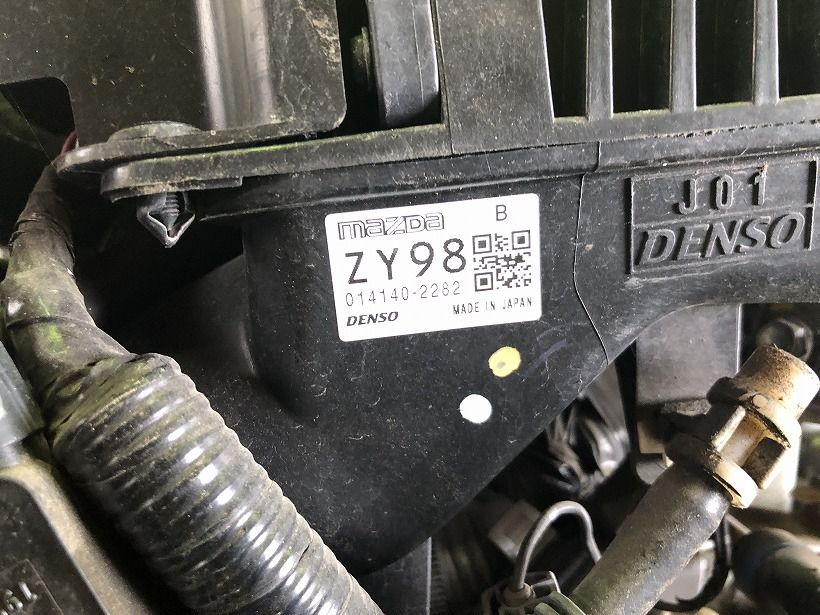 mazda B
ZY98
014140-2282
DENSO MADE IN JAPAN
J01
DENSO